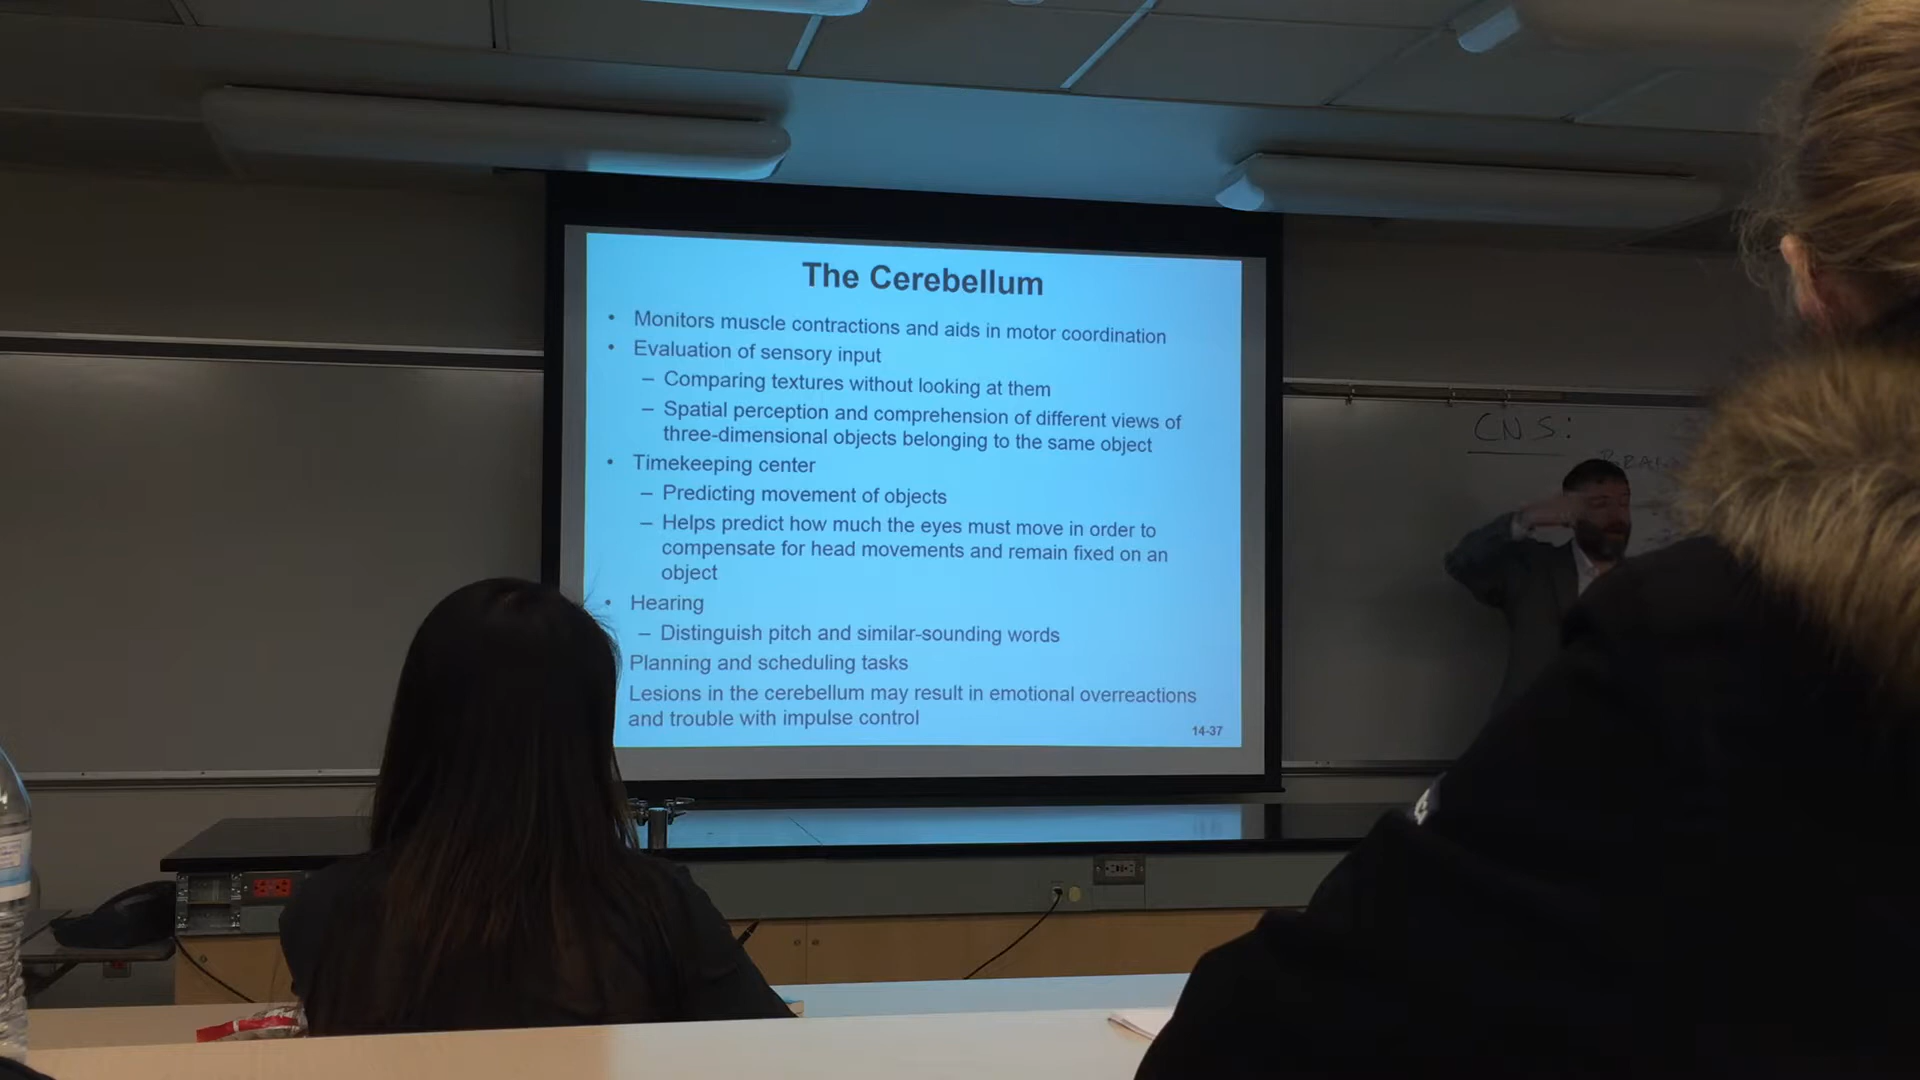 The Cerebellum
• Monitors muscle contractions and aids in motor coordination
• Evaluation of sensory input
– Comparing textures without looking at them
– Spatial perception and comprehension of different views of
three-dimensional objects belonging to the same object
• Timekeeping center
– Predicting movement of objects
– Helps predict how much the eyes must move in order to
compensate for head movements and remain fixed on an
object
• Hearing
– Distinguish pitch and similar-sounding words
Planning and scheduling tasks
Lesions in the cerebellum may result in emotional overreactions
and trouble with impulse control
14-37
CNS: